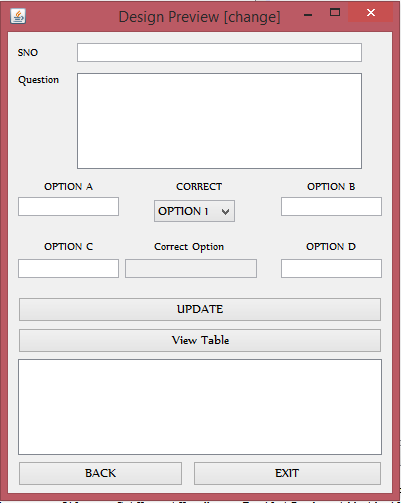 Design Preview [change]
SNO
Question
OPTION A CORRECT OPTION B
OPTION 1
OPTION C Correct Option OPTION D
UPDATE
View Table
BACK EXIT